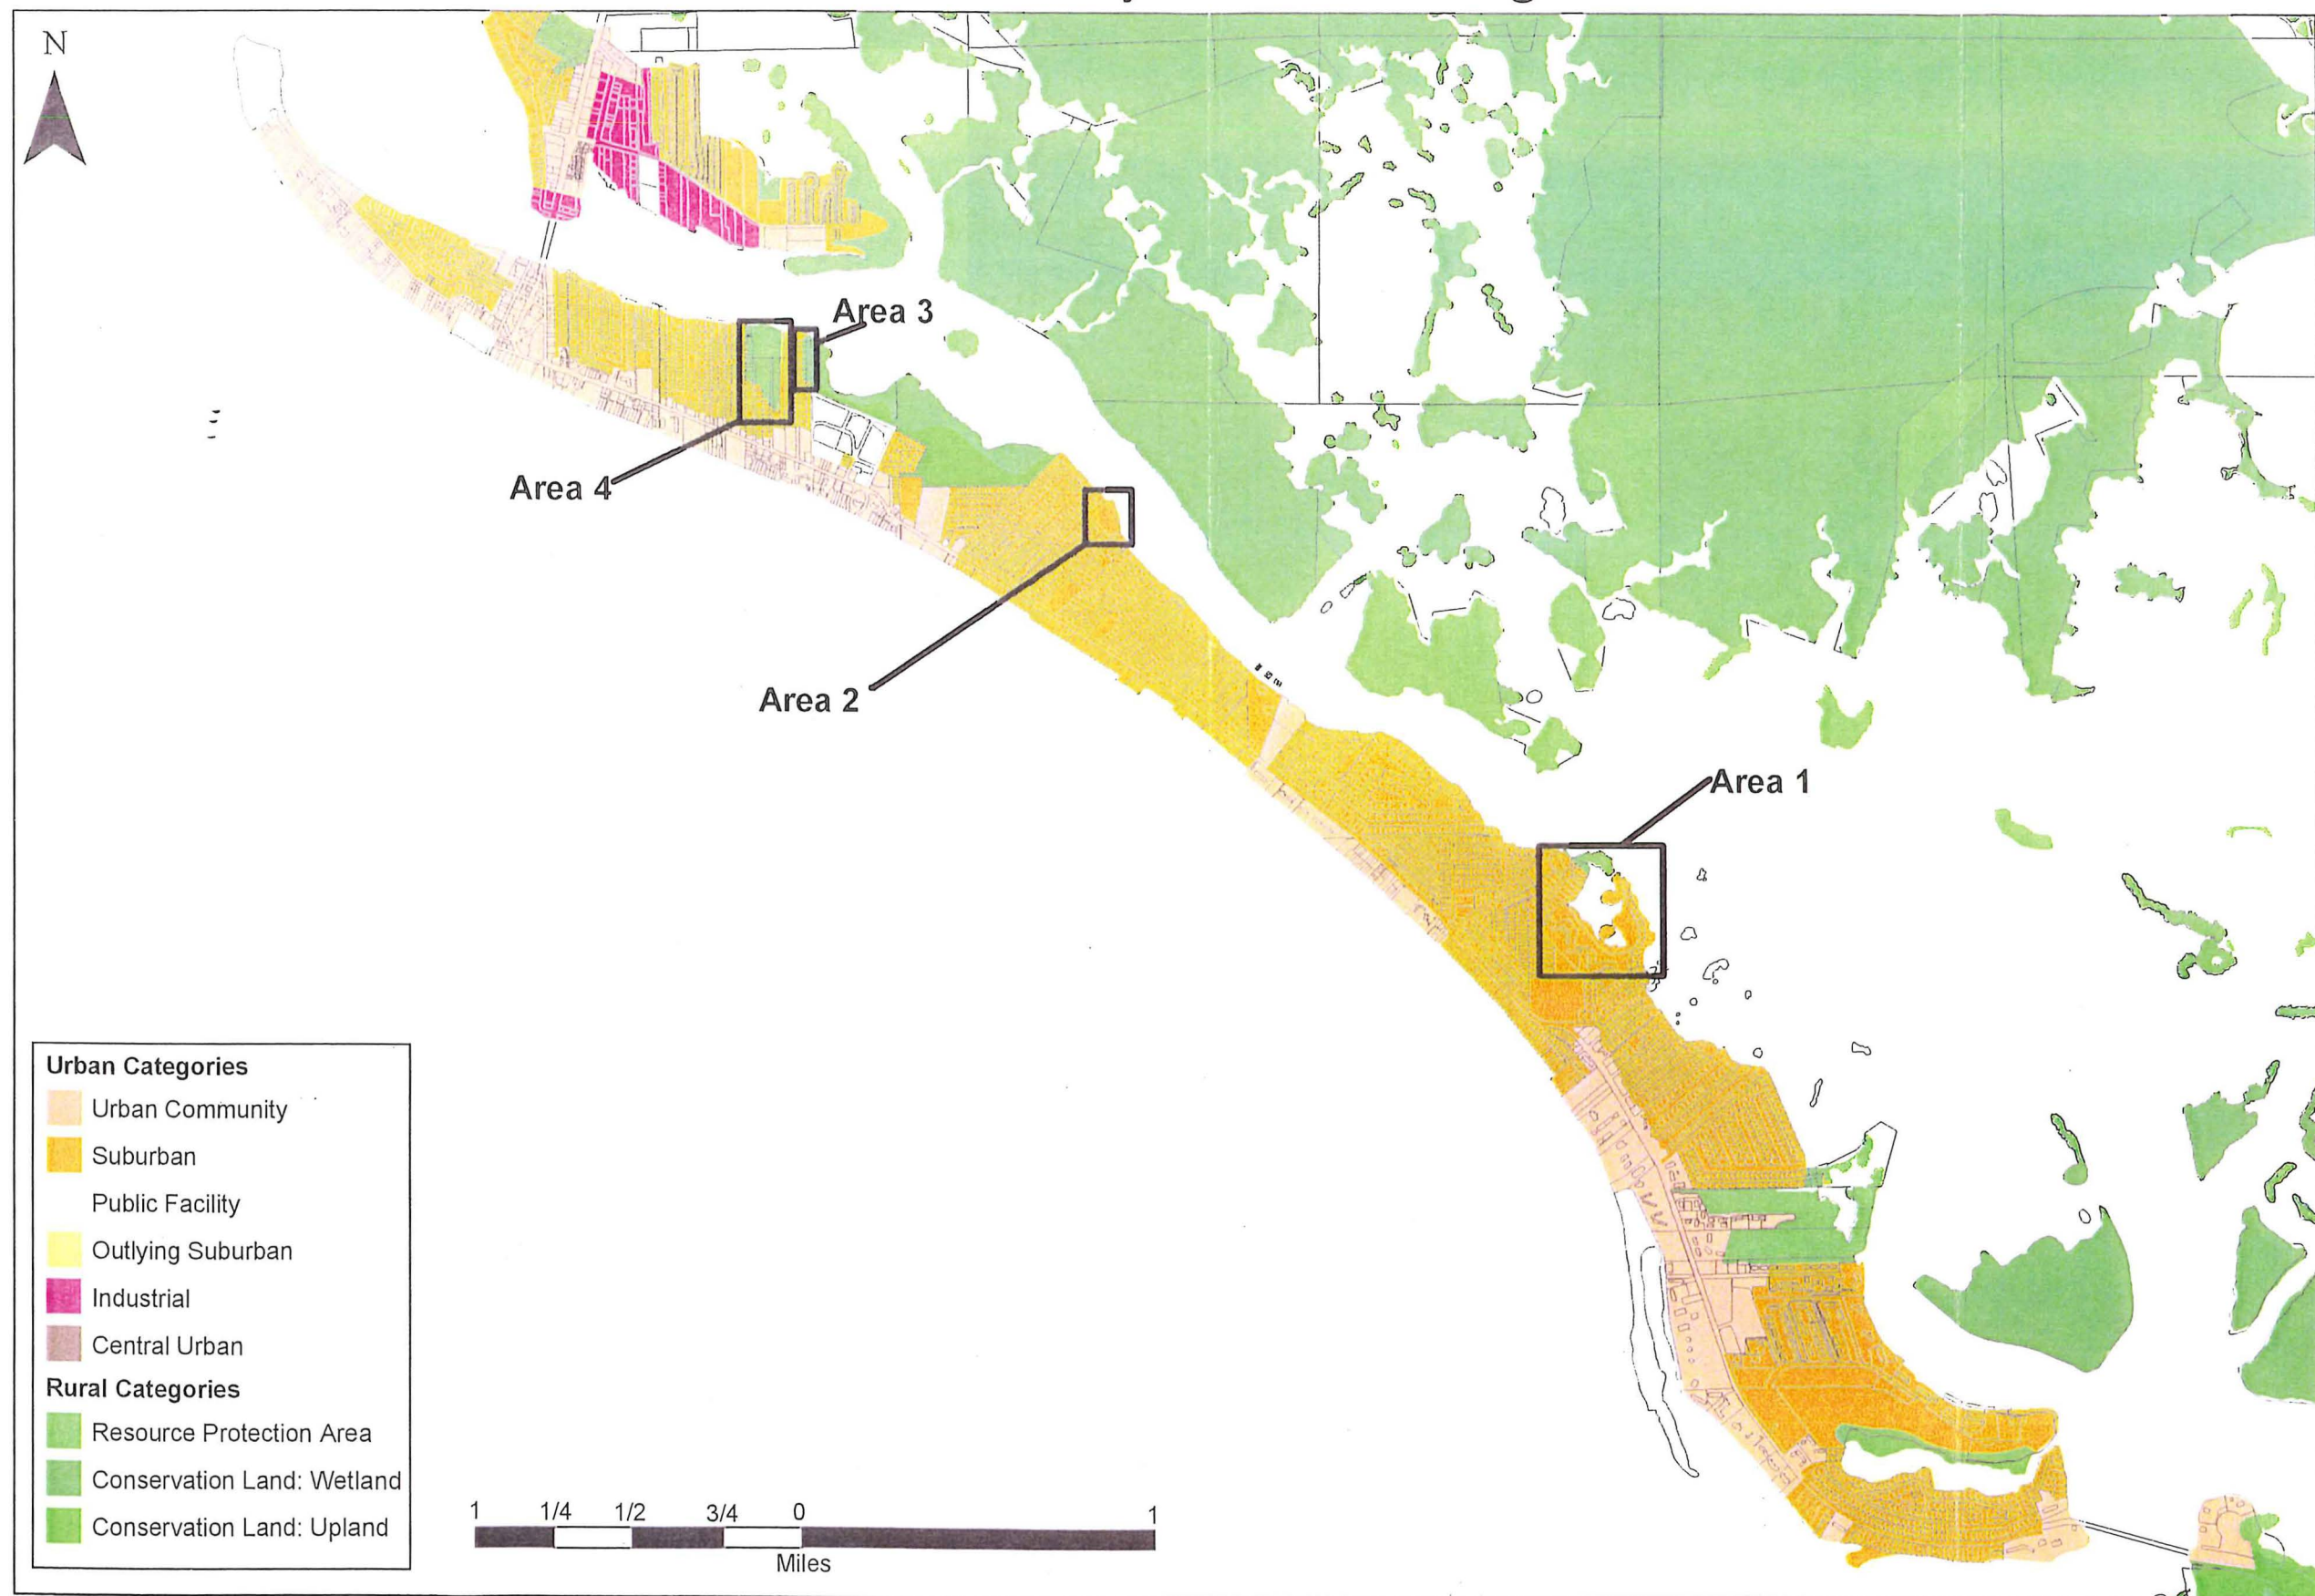 N
Area 3
Area 4
Area 2
Area 1
Urban Categories
Urban Community
Suburban
Public Facility
Outlying Suburban
Industrial
Central Urban
Rural Categories
Resource Protection Area
Conservation Land: Wetland
Conservation Land: Upland
1 1/4 1/2 3/4 0 1
Miles